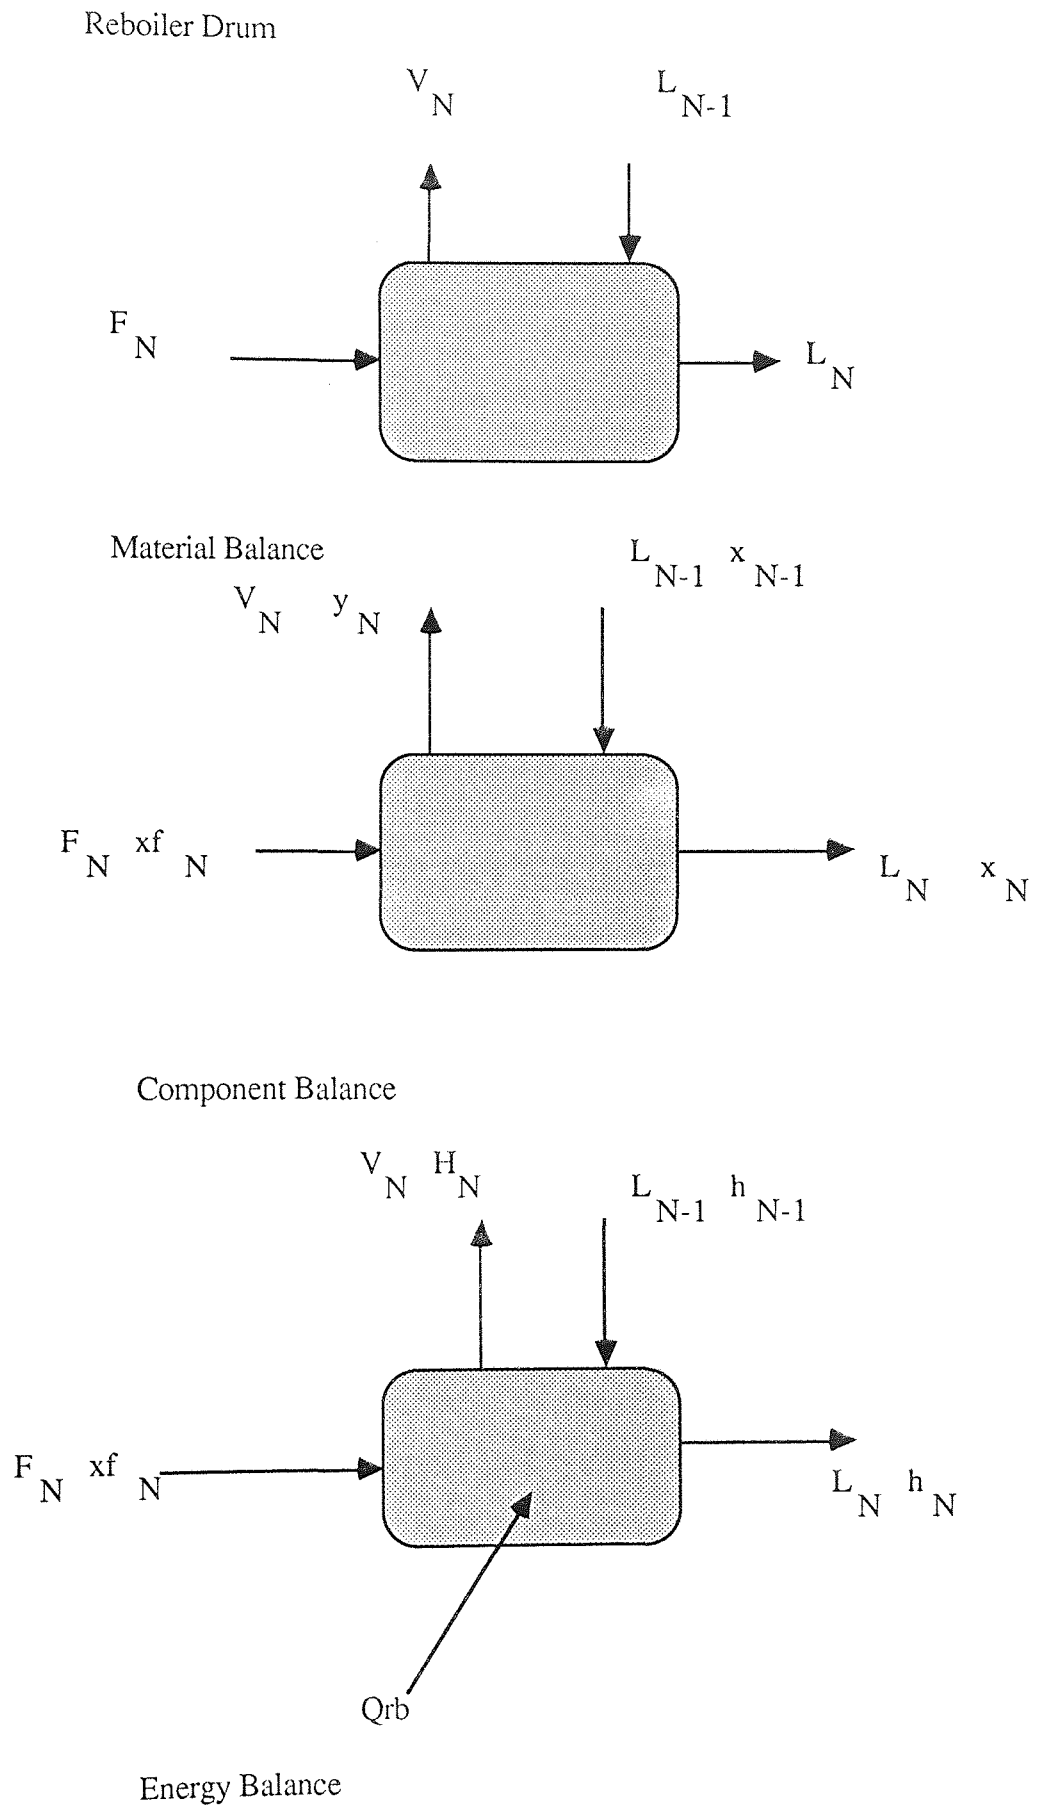 Reboiler Drum
V N L N-1
F N L N
Material Balance
L N-1 x N-1
V N y N
F N xf N
L N x N
Component Balance
V N H N L N-1 h N-1
F N xf N
L N h N
Qrb
Energy Balance